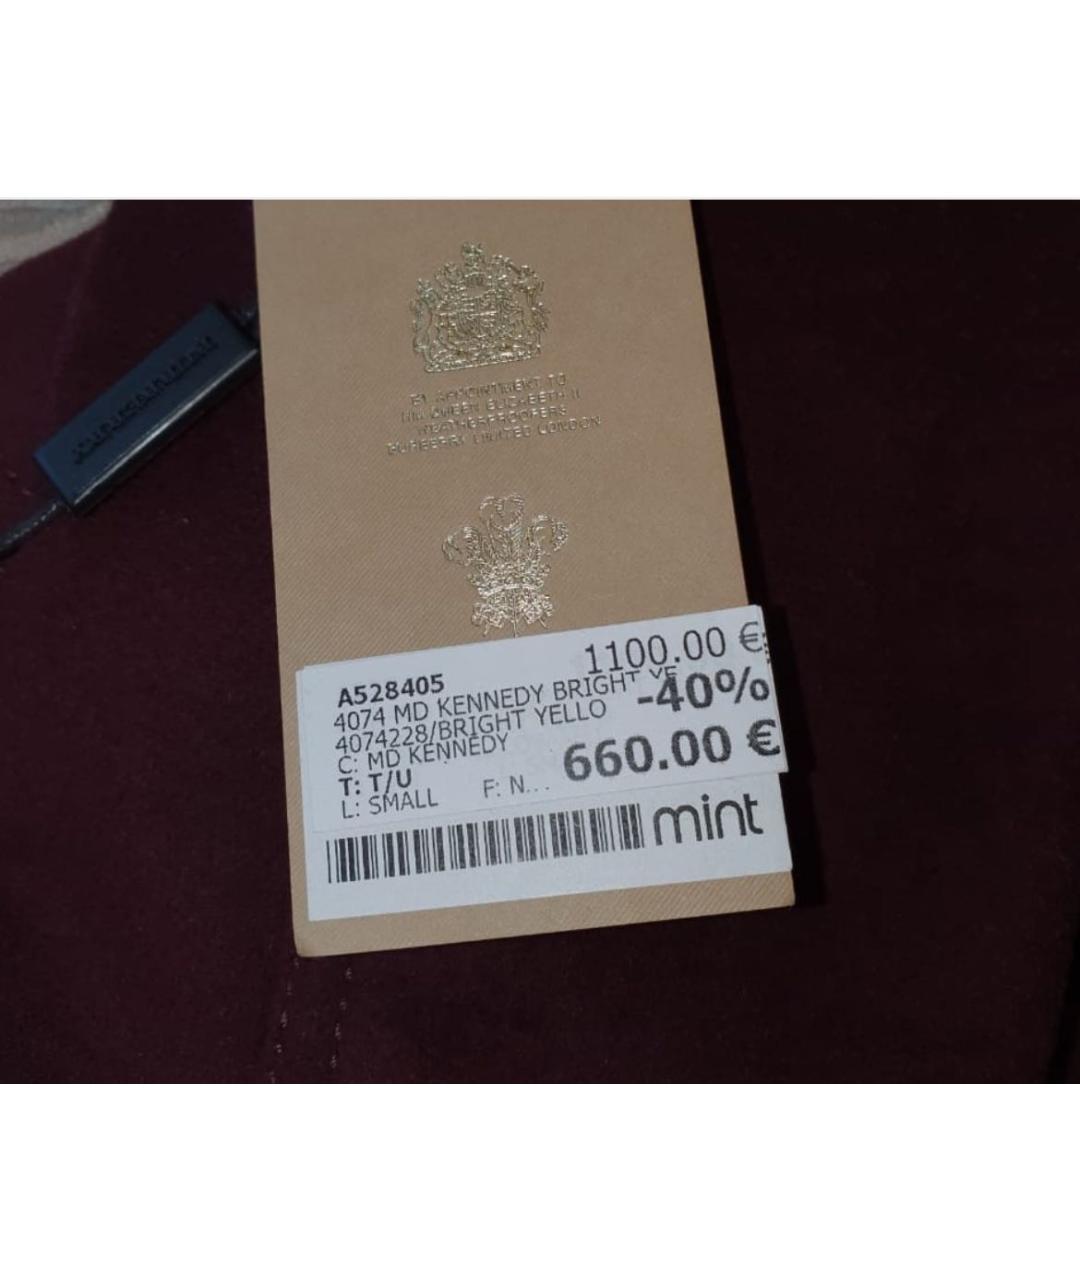 BY APPOINTMENT TO
HM QUEEN ELIZABETH II
WEATHERPROOFERS
BURBERRY LIMITED LONDON
1100.00 €
A528405
4074 MD KENNEDY BRIGHT YE
-40%
4074228/BRIGHT YELLO
C: MD KENNEDY
660.00 €
T: T/U
L: SMALL F: N...
mint